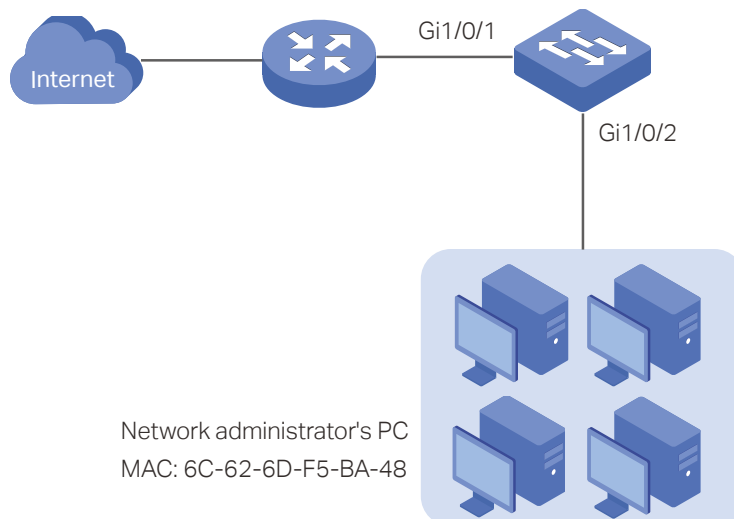 Gi1/0/1
Internet
Gi1/0/2
Network administrator's PC
MAC: 6C-62-6D-F5-BA-48